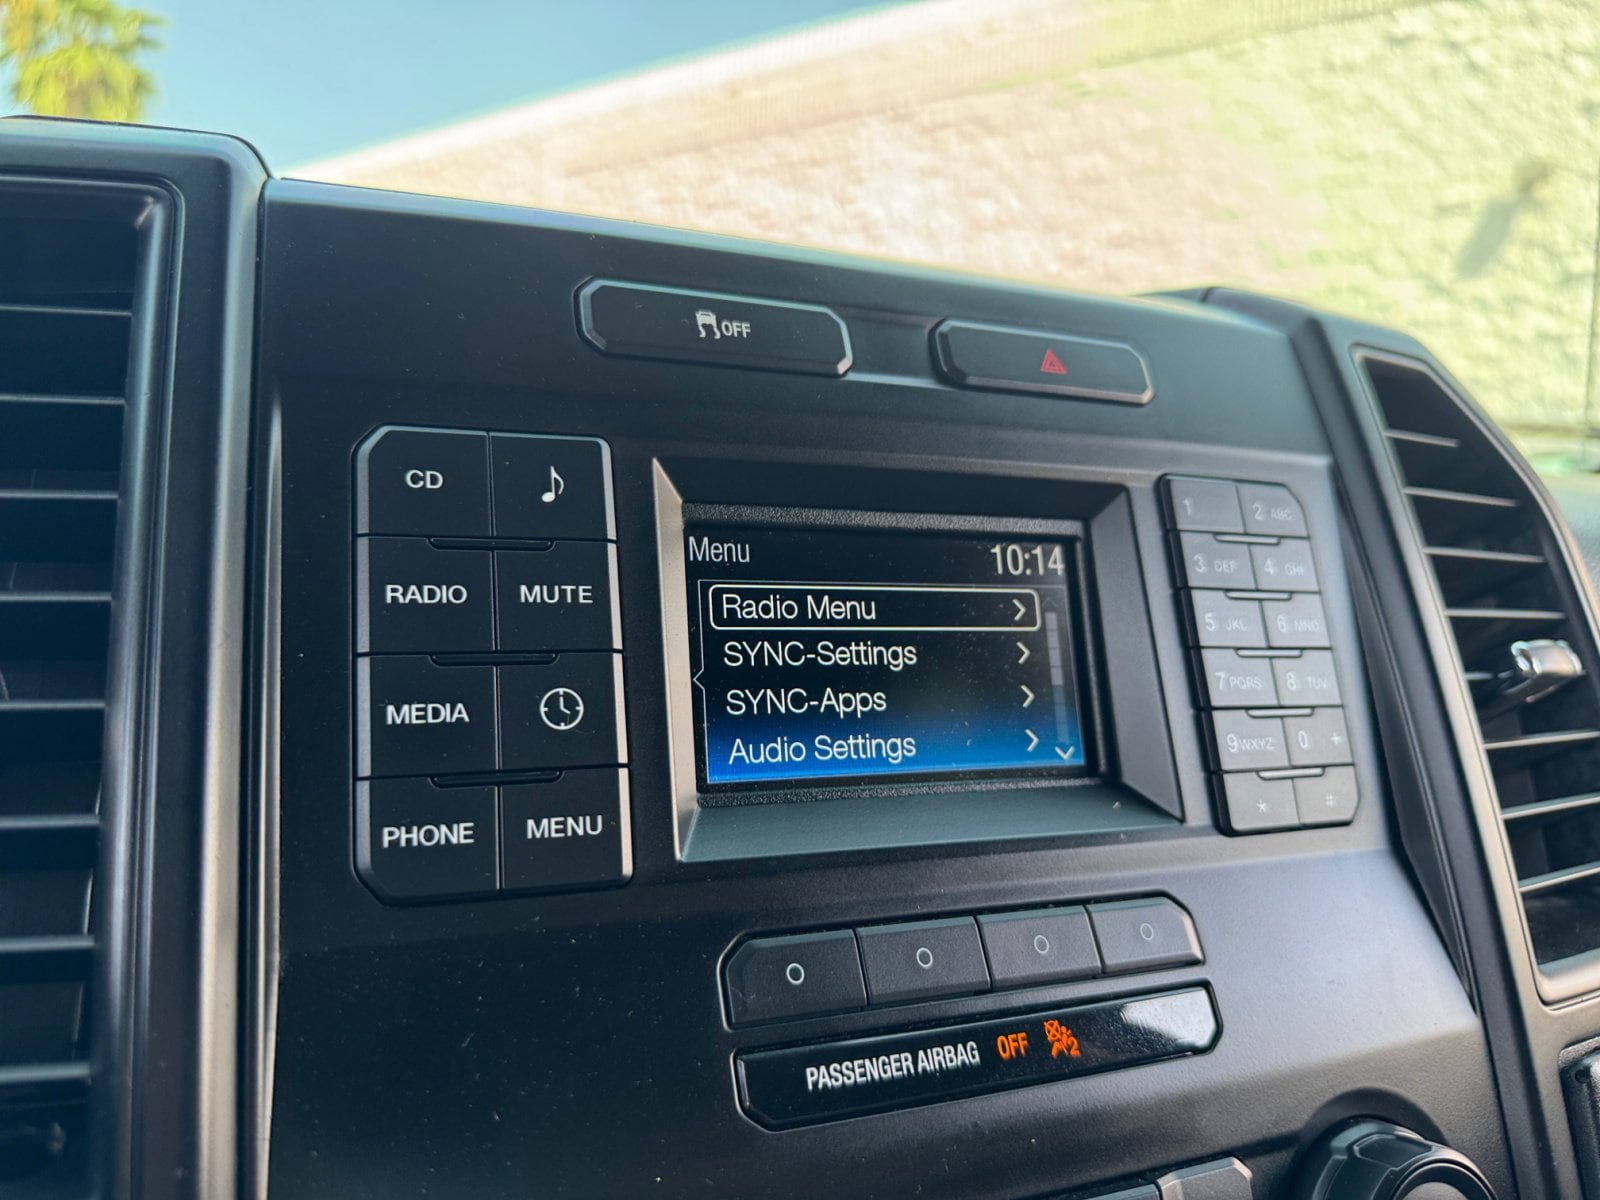 OFF
CD
RADIO MUTE
MEDIA
PHONE MENU
Menu 10:14
Radio Menu
SYNC-Settings
SYNC-Apps
Audio Settings
1 2 ABC
3 DEF 4 GHI
5 JKL 6 MNO
7 PQRS 8 TUV
9 WXYZ 0 +
* #
PASSENGER AIRBAG OFF 2